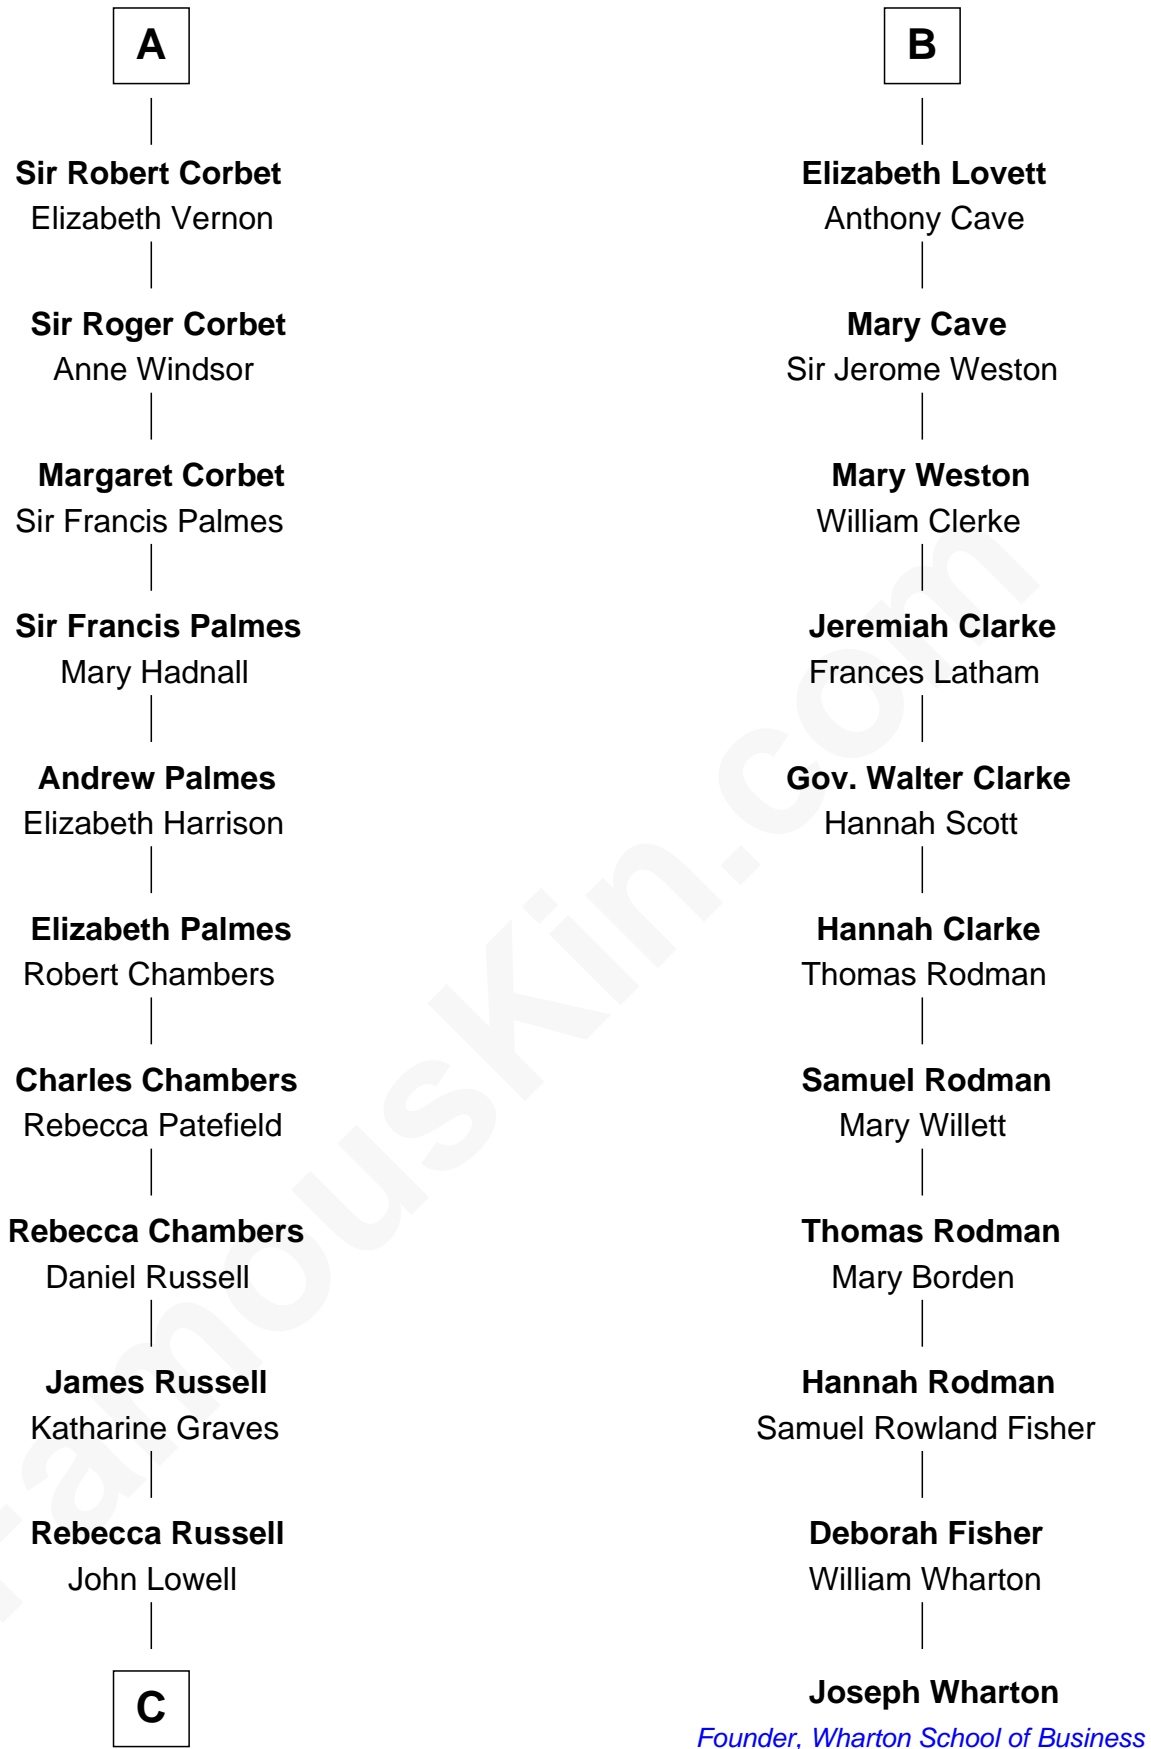 A
Sir Robert Corbet
Elizabeth Vernon
Sir Roger Corbet
Anne Windsor
Margaret Corbet
Sir Francis Palmes
Sir Francis Palmes
Mary Hadnall
Andrew Palmes
Elizabeth Harrison
Elizabeth Palmes
Robert Chambers
Charles Chambers
Rebecca Patefield
Rebecca Chambers
Daniel Russell
James Russell
Katharine Graves
Rebecca Russell
John Lowell
C
B
Elizabeth Lovett
Anthony Cave
Mary Cave
Sir Jerome Weston
Mary Weston
William Clerke
Jeremiah Clarke
Frances Latham
Gov. Walter Clarke
Hannah Scott
Hannah Clarke
Thomas Rodman
Samuel Rodman
Mary Willett
Thomas Rodman
Mary Borden
Hannah Rodman
Samuel Rowland Fisher
Deborah Fisher
William Wharton
Joseph Wharton
Founder, Wharton School of Business
FamousKin.com